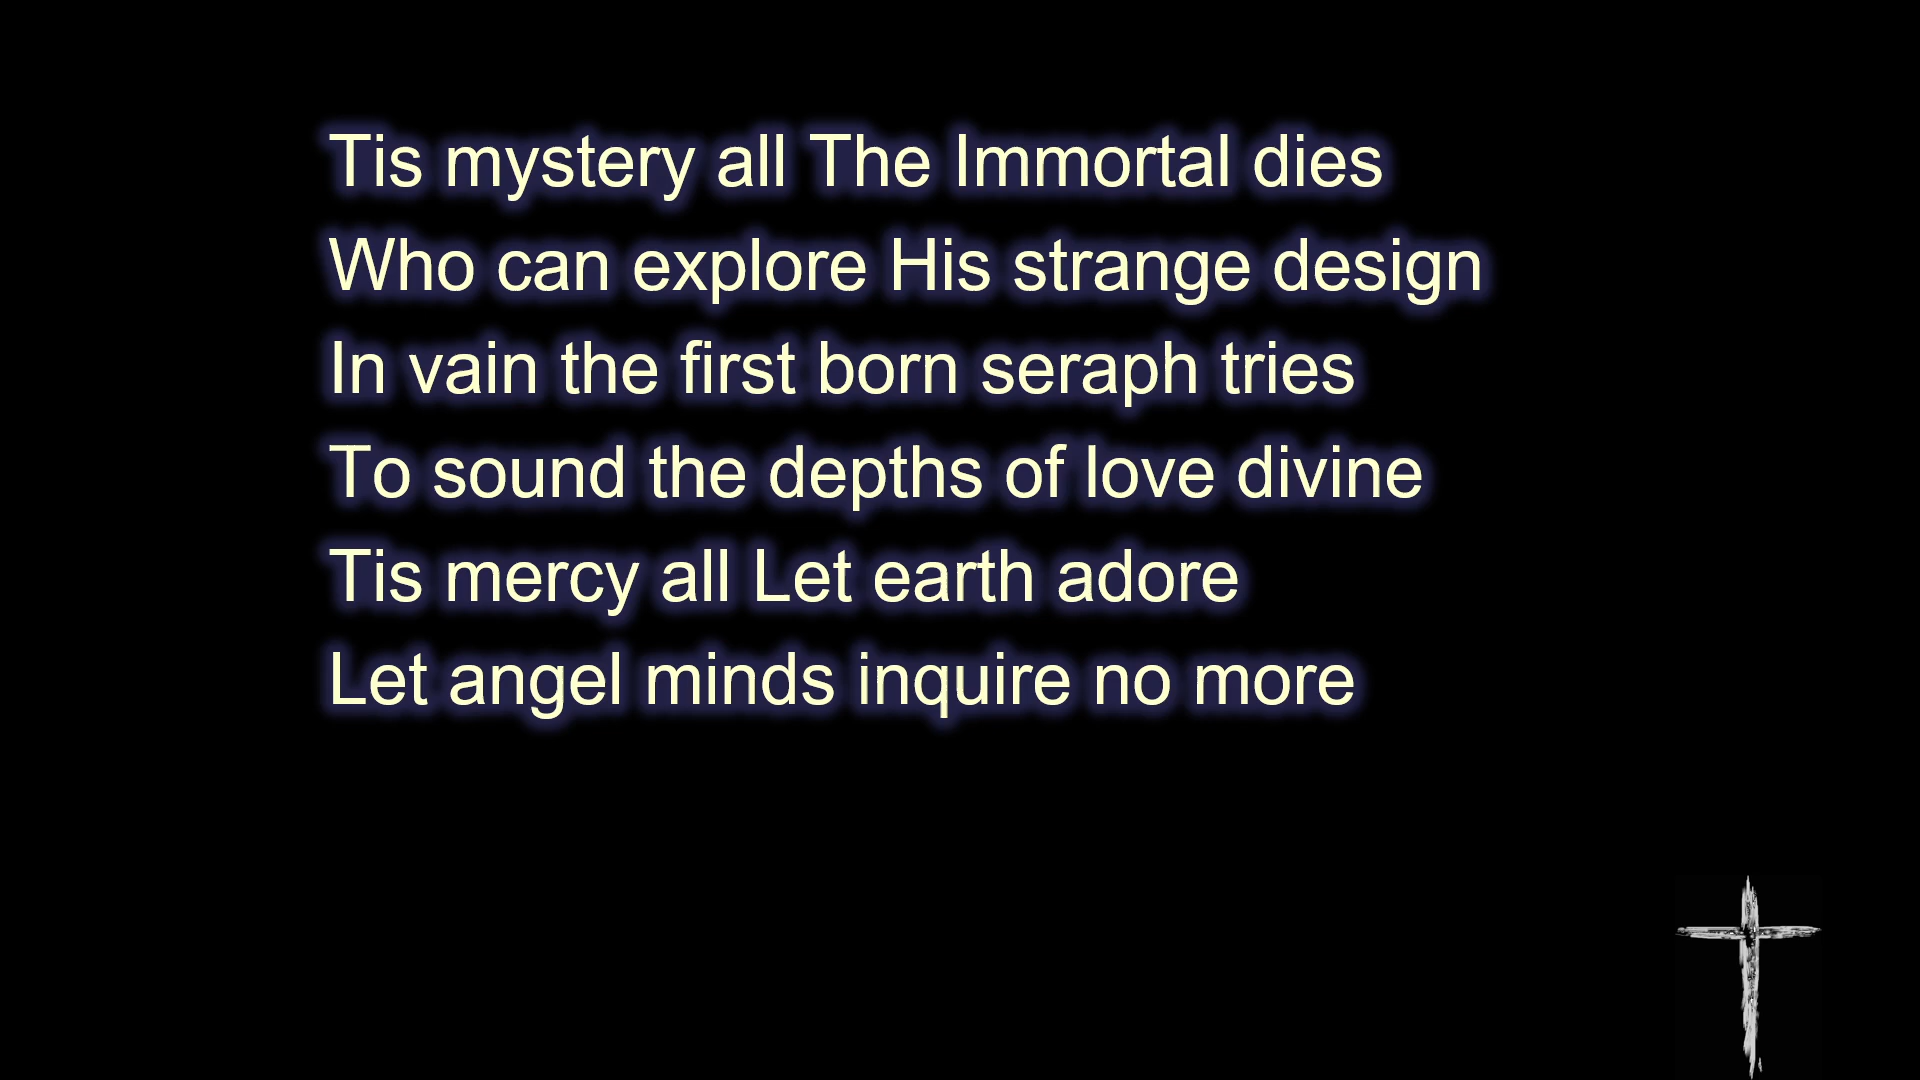 Tis mystery all The Immortal dies
Who can explore His strange design
In vain the first born seraph tries
To sound the depths of love divine
Tis mercy all Let earth adore
Let angel minds inquire no more